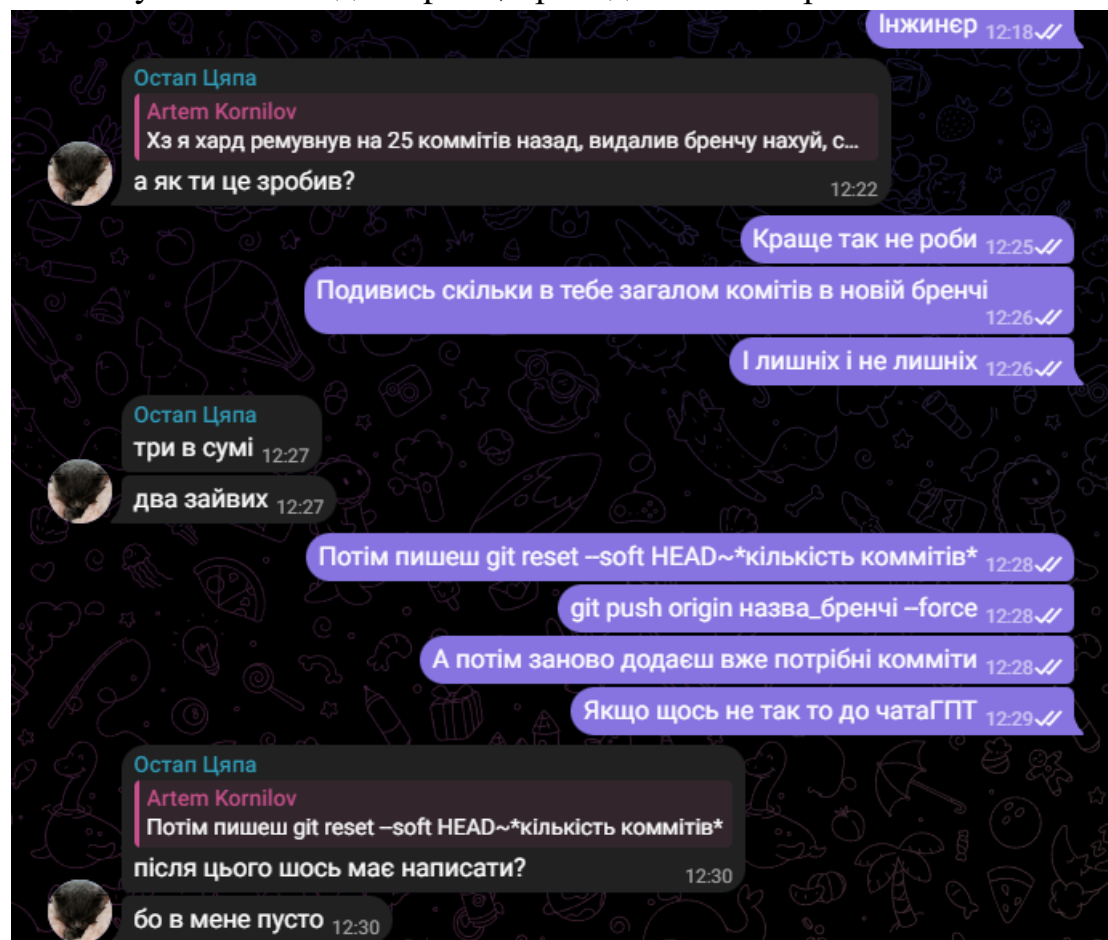 Інжинєр 12:18
Остап Цяпа
Artem Kornilov
Хз я хард ремувнув на 25 коммітів назад, видалив бренчу нахуй, с...
а як ти це зробив?
12:22
Краще так не роби 12:25
Подивись скільки в тебе загалом комітів в новій бренчі
12:26
І лишніх і не лишніх 12:26
Остап Цяпа
три в сумі 12:27
два зайвих 12:27
Потім пишеш git reset –soft HEAD~*кількість коммітів* 12:28
git push origin назва_бренчі –force 12:28
А потім заново додаєш вже потрібні комміти 12:28
Якщо щось не так то до чатаГПТ 12:29
Остап Цяпа
Artem Kornilov
Потім пишеш git reset –soft HEAD~*кількість коммітів*
після цього шось має написати?
12:30
бо в мене пусто 12:30